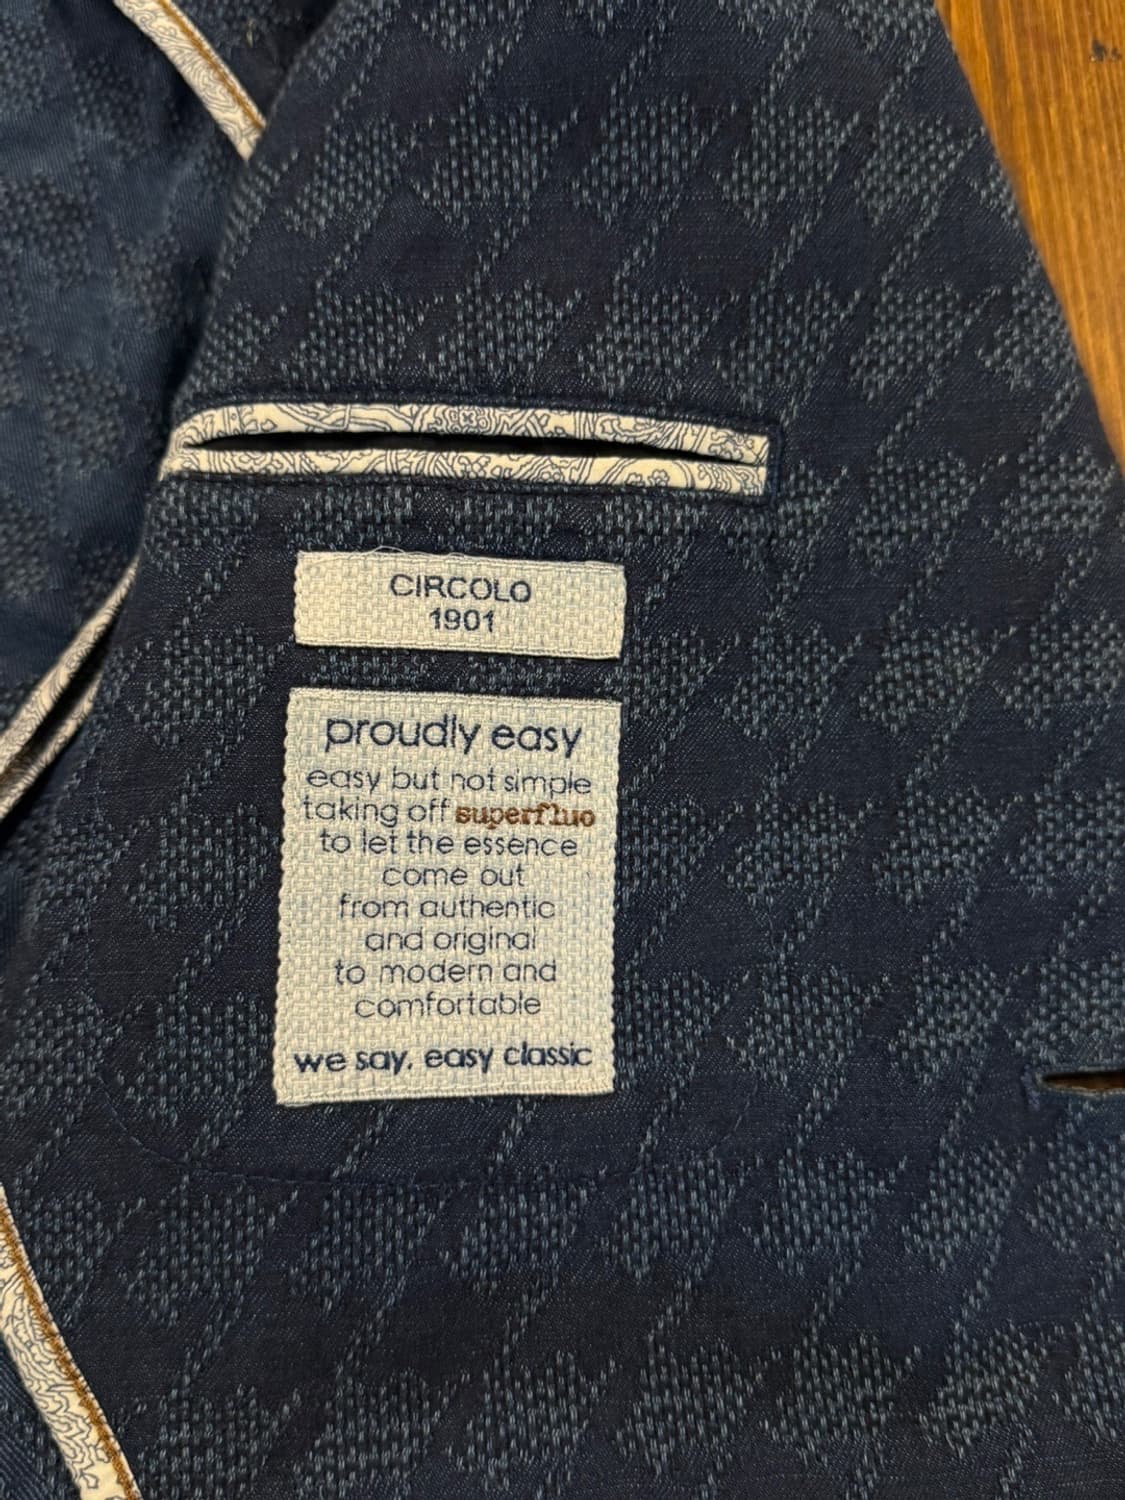 CIRCOLO
1901
proudly easy
easy but not simple
taking off superfluo
to let the essence
come out
from authentic
and original
to modern and
comfortable
we say, easy classic